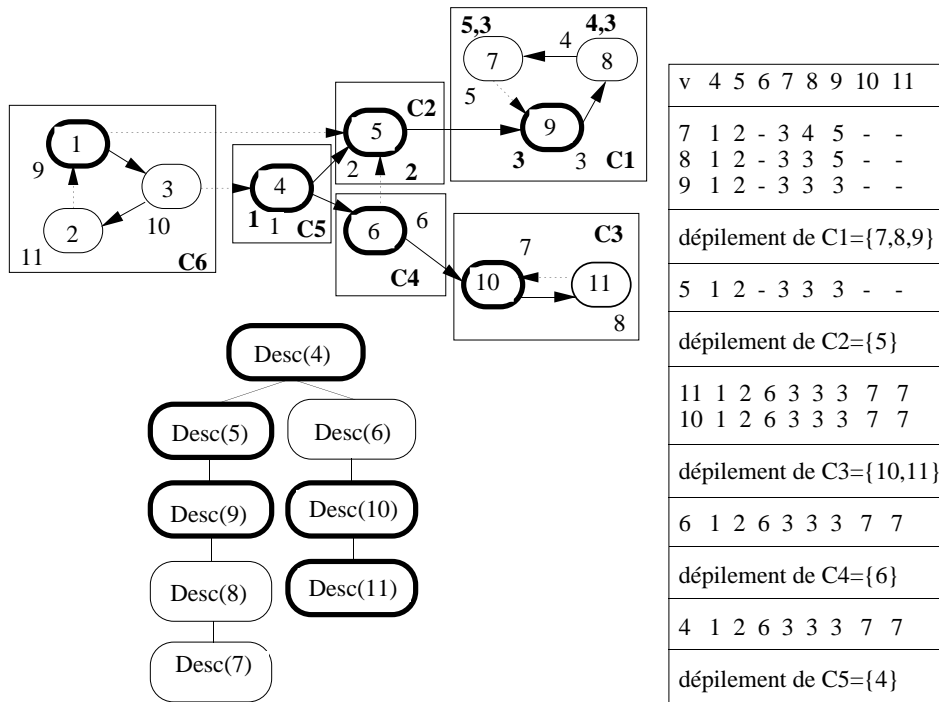 5,3
4,3
7
4
8
5
9
3
3
C1
C2
5
2
2
1
9
3
2
10
11
C6
4
1
1
C5
6
6
C4
C3
7
10
11
8
Desc(4)
Desc(5)
Desc(6)
Desc(9)
Desc(10)
Desc(8)
Desc(11)
Desc(7)
v 4 5 6 7 8 9 10 11
7 1 2 - 3 4 5 - -
8 1 2 - 3 3 5 - -
9 1 2 - 3 3 3 - -
dépilement de C1={7,8,9}
5 1 2 - 3 3 3 - -
dépilement de C2={5}
11 1 2 6 3 3 3 7 7
10 1 2 6 3 3 3 7 7
dépilement de C3={10,11}
6 1 2 6 3 3 3 7 7
dépilement de C4={6}
4 1 2 6 3 3 3 7 7
dépilement de C5={4}